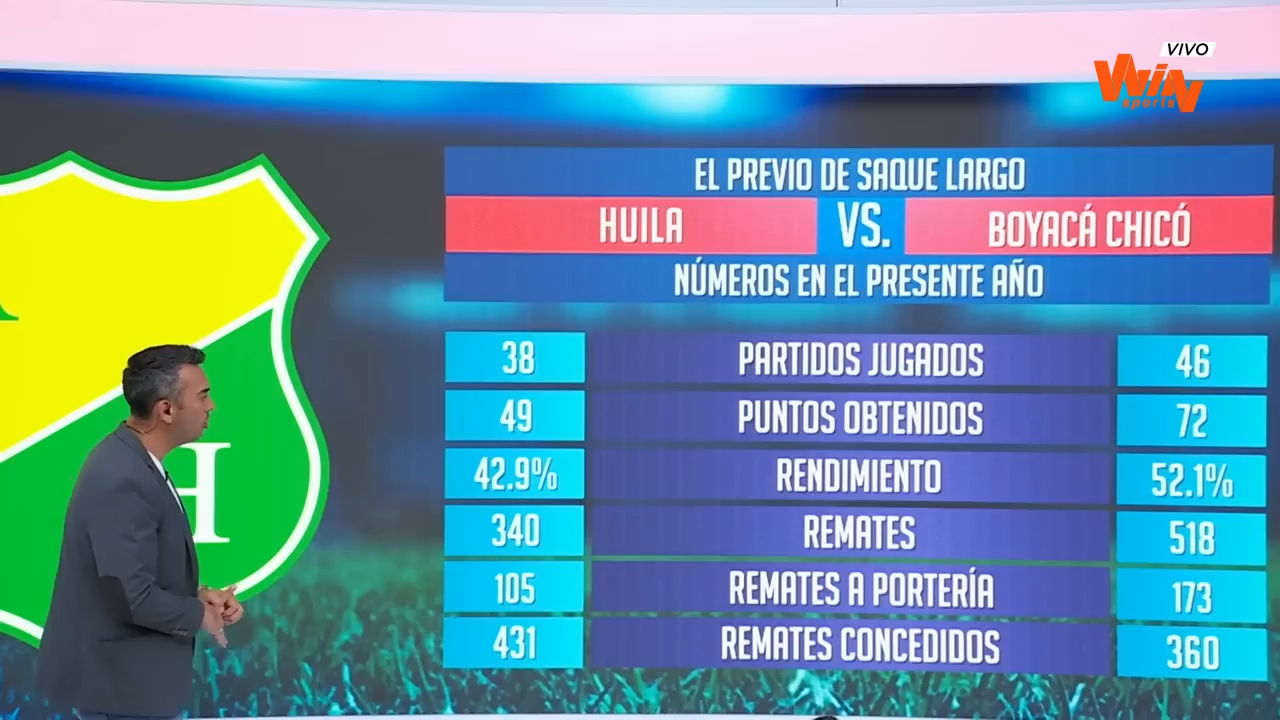 VIVO
WIN
sports
EL PREVIO DE SAQUE LARGO
HUILA VS. BOYACÁ CHICÓ
NÚMEROS EN EL PRESENTE AÑO
38 PARTIDOS JUGADOS 46
49 PUNTOS OBTENIDOS 72
42.9% RENDIMIENTO 52.1%
340 REMATES 518
105 REMATES A PORTERÍA 173
431 REMATES CONCEDIDOS 360
H